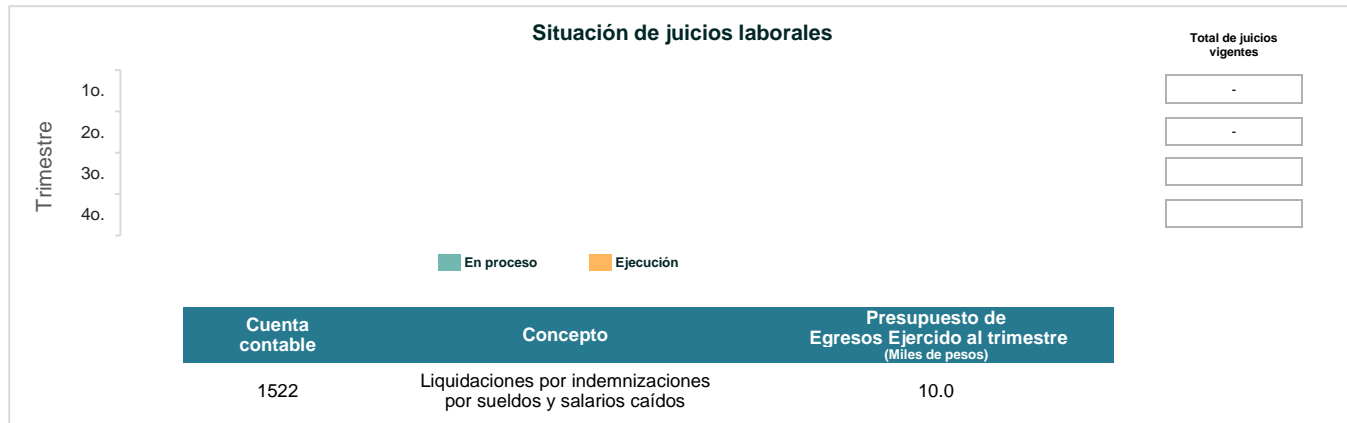 Situación de juicios laborales
Total de juicios
vigentes
Trimestre
1o.
-
2o.
-
3o.
4o.
En proceso
Ejecución
Cuenta
contable
Concepto
Presupuesto de
Egresos Ejercido al trimestre
(Miles de pesos)
1522
Liquidaciones por indemnizaciones
por sueldos y salarios caídos
10.0